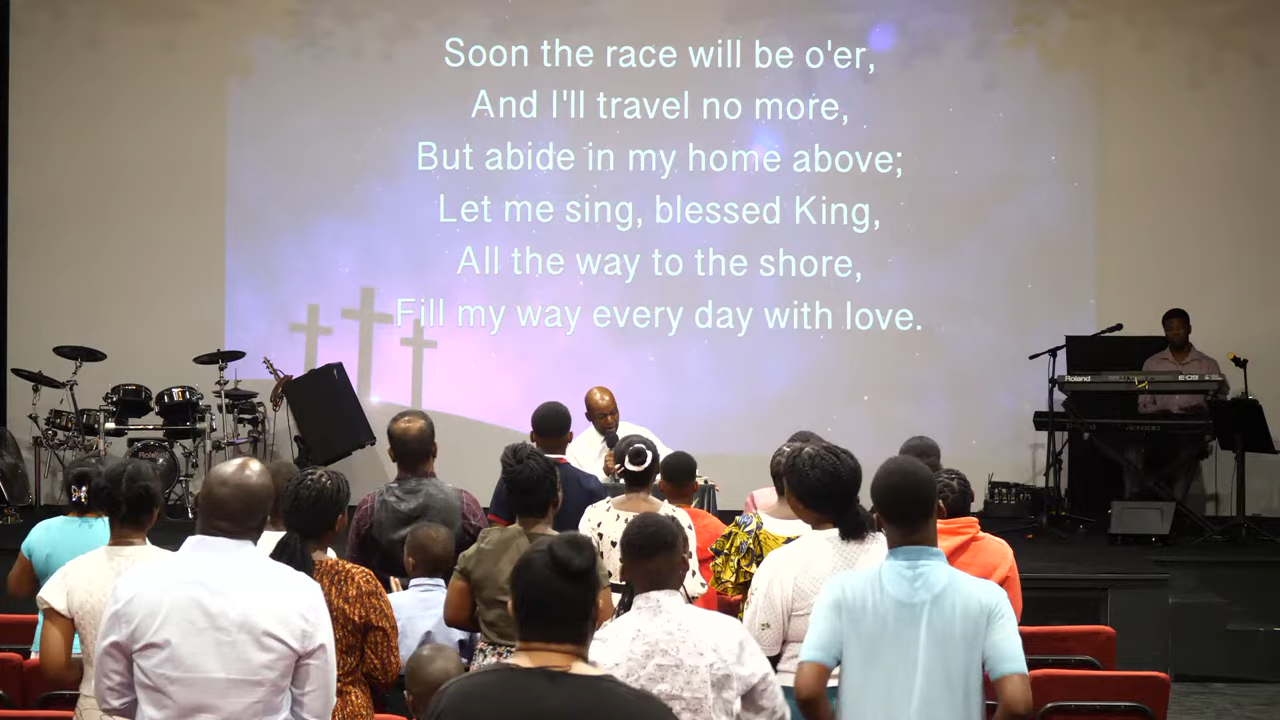 Soon the race will be o'er,
And I'll travel no more,
But abide in my home above;
Let me sing, blessed King,
All the way to the shore,
Fill my way every day with love.
Roland
Roland E-09